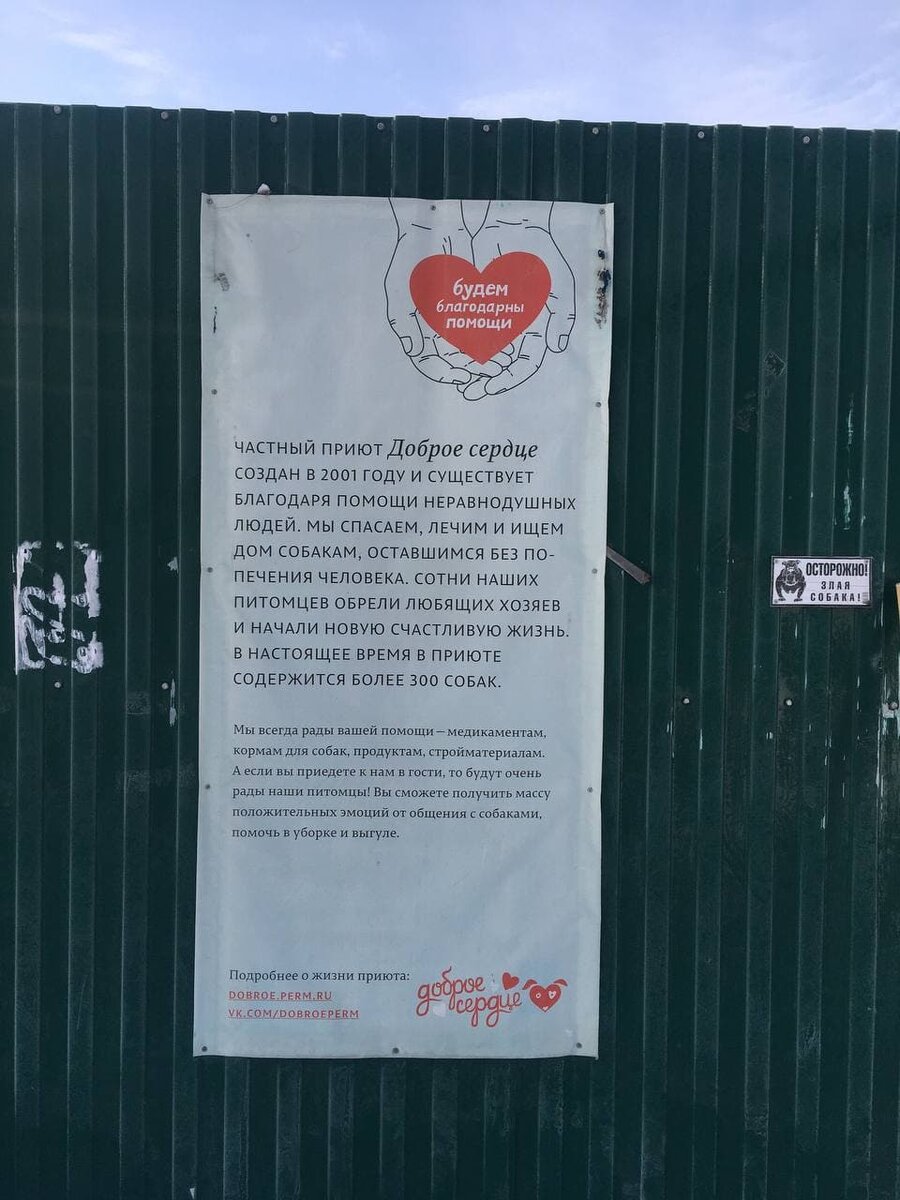 будем
благодарны
помощи
ЧАСТНЫЙ ПРИЮТ Доброе сердце
СОЗДАН В 2001 ГОДУ И СУЩЕСТВУЕТ
БЛАГОДАРЯ ПОМОЩИ НЕРАВНОДУШНЫХ
ЛЮДЕЙ. МЫ СПАСАЕМ, ЛЕЧИМ И ИЩЕМ
ДОМ СОБАКАМ, ОСТАВШИМСЯ БЕЗ ПО-
ПЕЧЕНИЯ ЧЕЛОВЕКА. СОТНИ НАШИХ
ПИТОМЦЕВ ОБРЕЛИ ЛЮБЯЩИХ ХОЗЯЕВ
И НАЧАЛИ НОВУЮ СЧАСТЛИВУЮ ЖИЗНЬ.
В НАСТОЯЩЕЕ ВРЕМЯ В ПРИЮТЕ
СОДЕРЖИТСЯ БОЛЕЕ 300 СОБАК.
Мы всегда рады вашей помощи – медикаментам,
кормам для собак, продуктам, стройматериалам.
А если вы приедете к нам в гости, то будут очень
рады наши питомцы! Вы сможете получить массу
положительных эмоций от общения с собаками,
помочь в уборке и выгуле.
Подробнее о жизни приюта:
DOBROE.PERM.RU
VK.COM/DOBROEPERM
доброе
сердце
ОСТОРОЖНО!
ЗЛАЯ
СОБАКА!